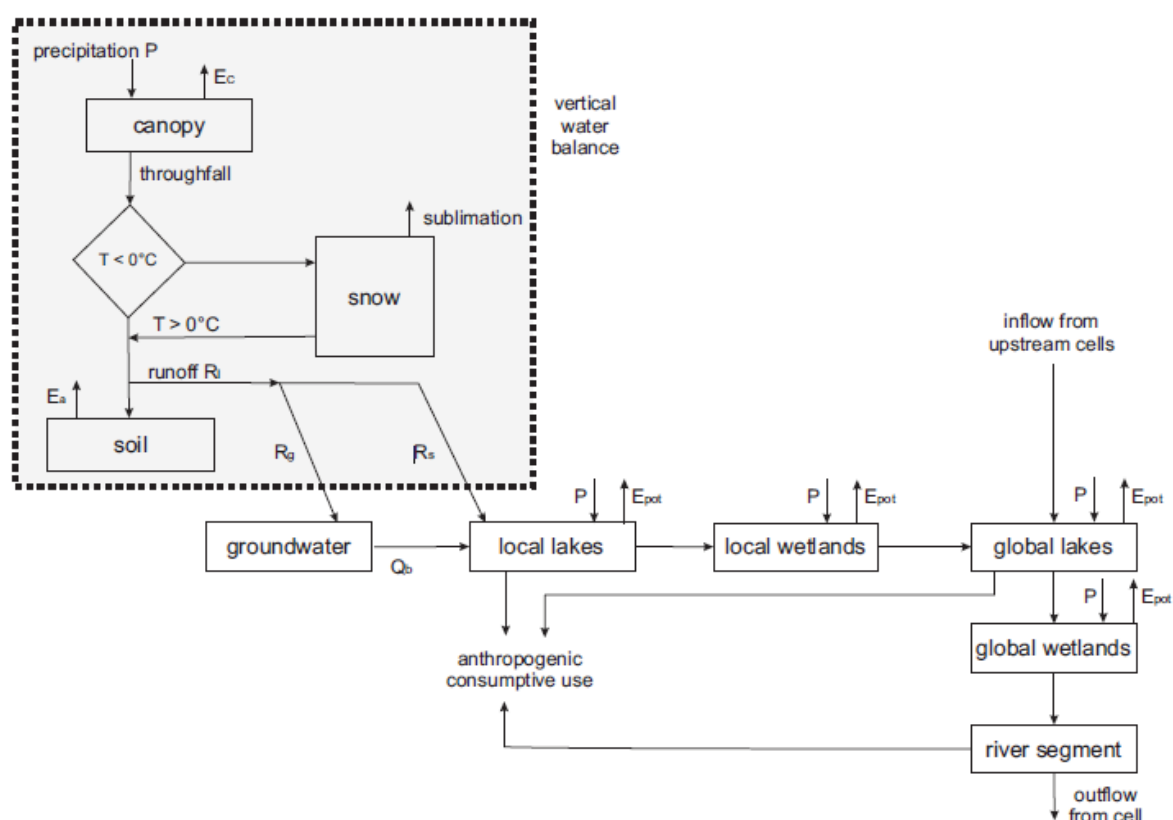 precipitation P
Ec
canopy
vertical
water
balance
throughfall
sublimation
T < 0°C
snow
T > 0°C
inflow from
upstream cells
runoff Rl
Ea
soil
Rg
Rs
P
Epot
P
Epot
P
Epot
groundwater
local lakes
local wetlands
global lakes
Qb
P
Epot
global wetlands
anthropogenic
consumptive use
river segment
outflow
from cell